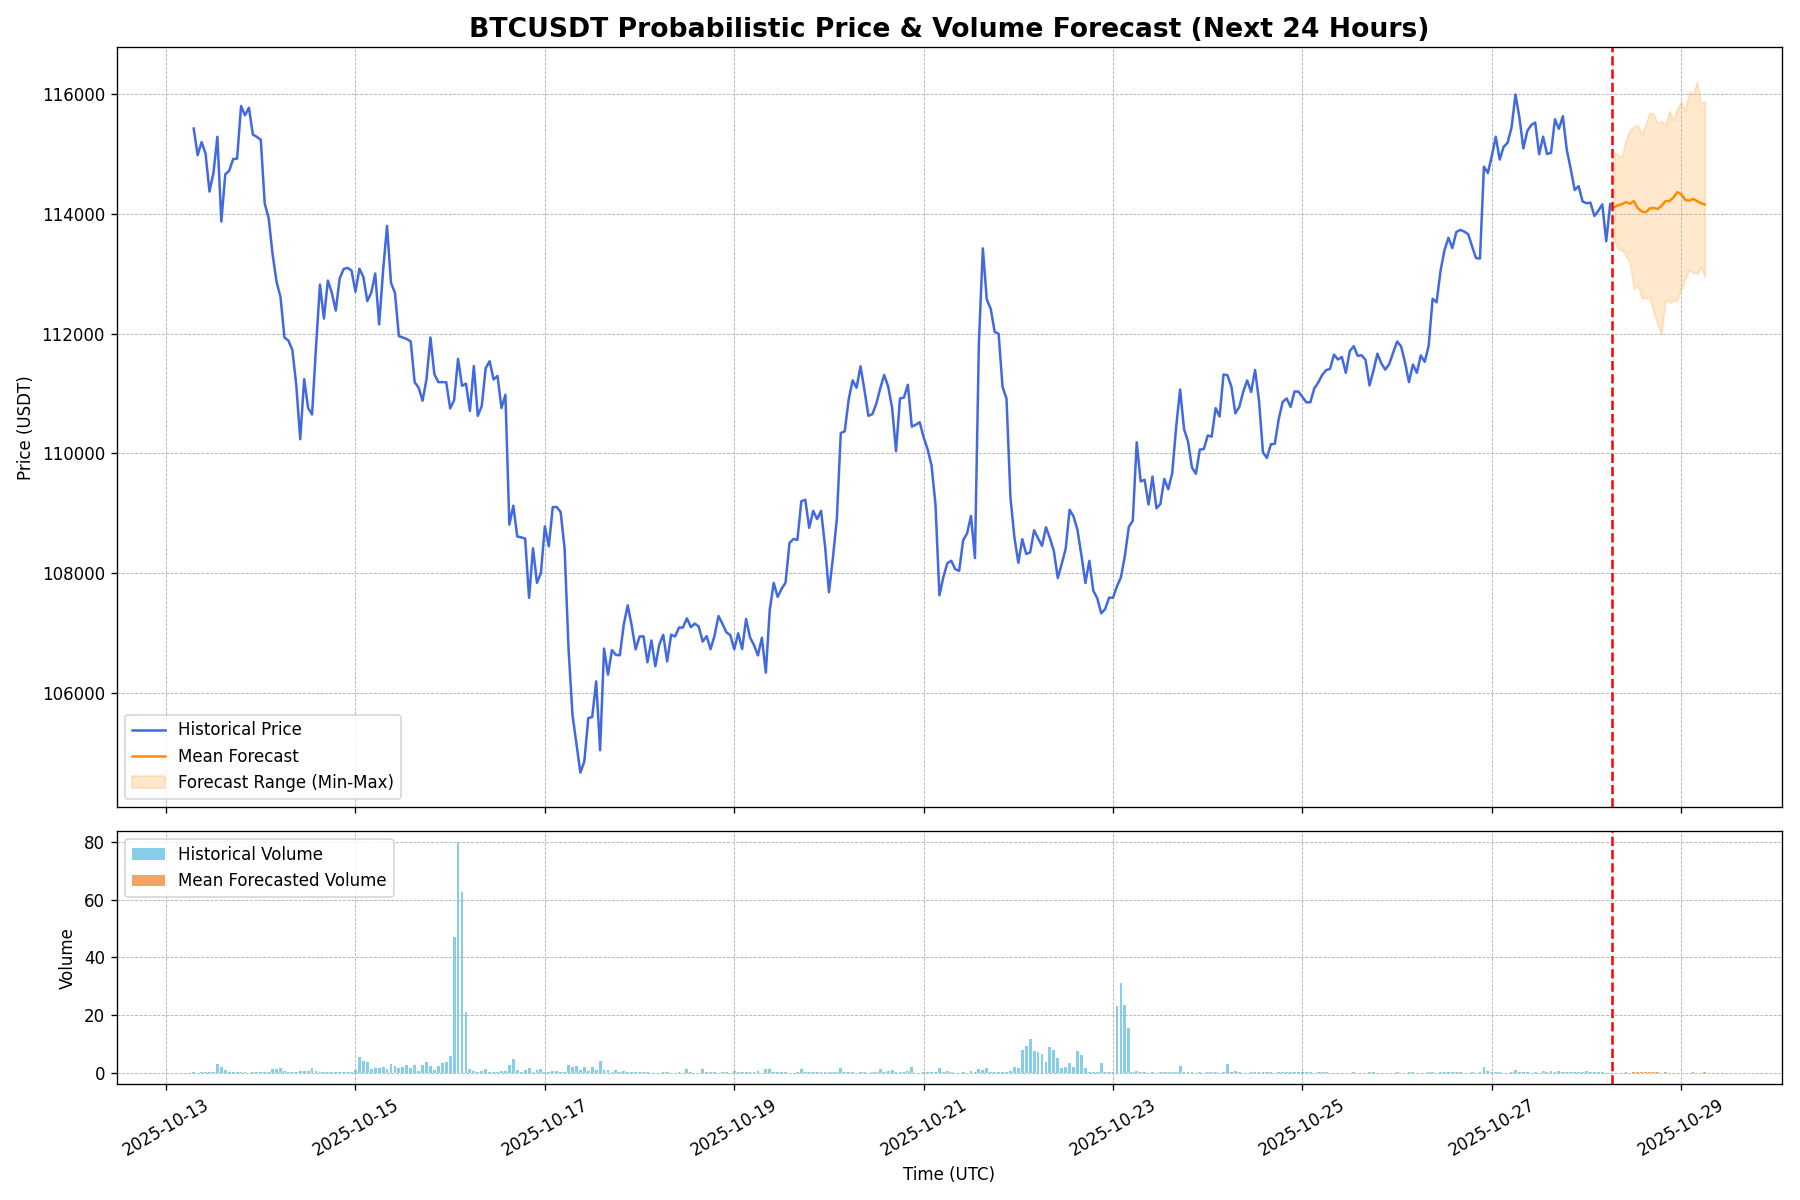 BTCUSDT Probabilistic Price & Volume Forecast (Next 24 Hours)
116000
114000
112000
110000
108000
106000
Price (USDT)
Historical Price
Mean Forecast
Forecast Range (Min-Max)
80
60
40
20
0
Volume
Historical Volume
Mean Forecasted Volume
2025-10-13
2025-10-15
2025-10-17
2025-10-19
2025-10-21
2025-10-23
2025-10-25
2025-10-27
2025-10-29
Time (UTC)